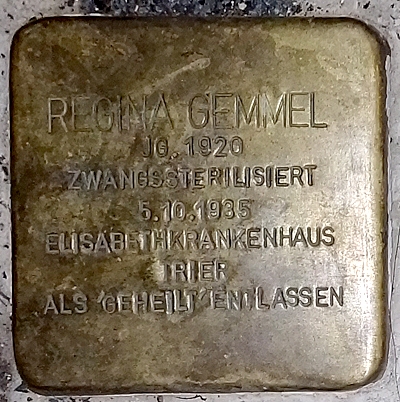 REGINA GEMMEL
JG. 1920
ZWANGSSTERILISIERT
5.10.1935
ELISABETHKRANKENHAUS
TRIER
ALS 'GEHEILT' ENTLASSEN